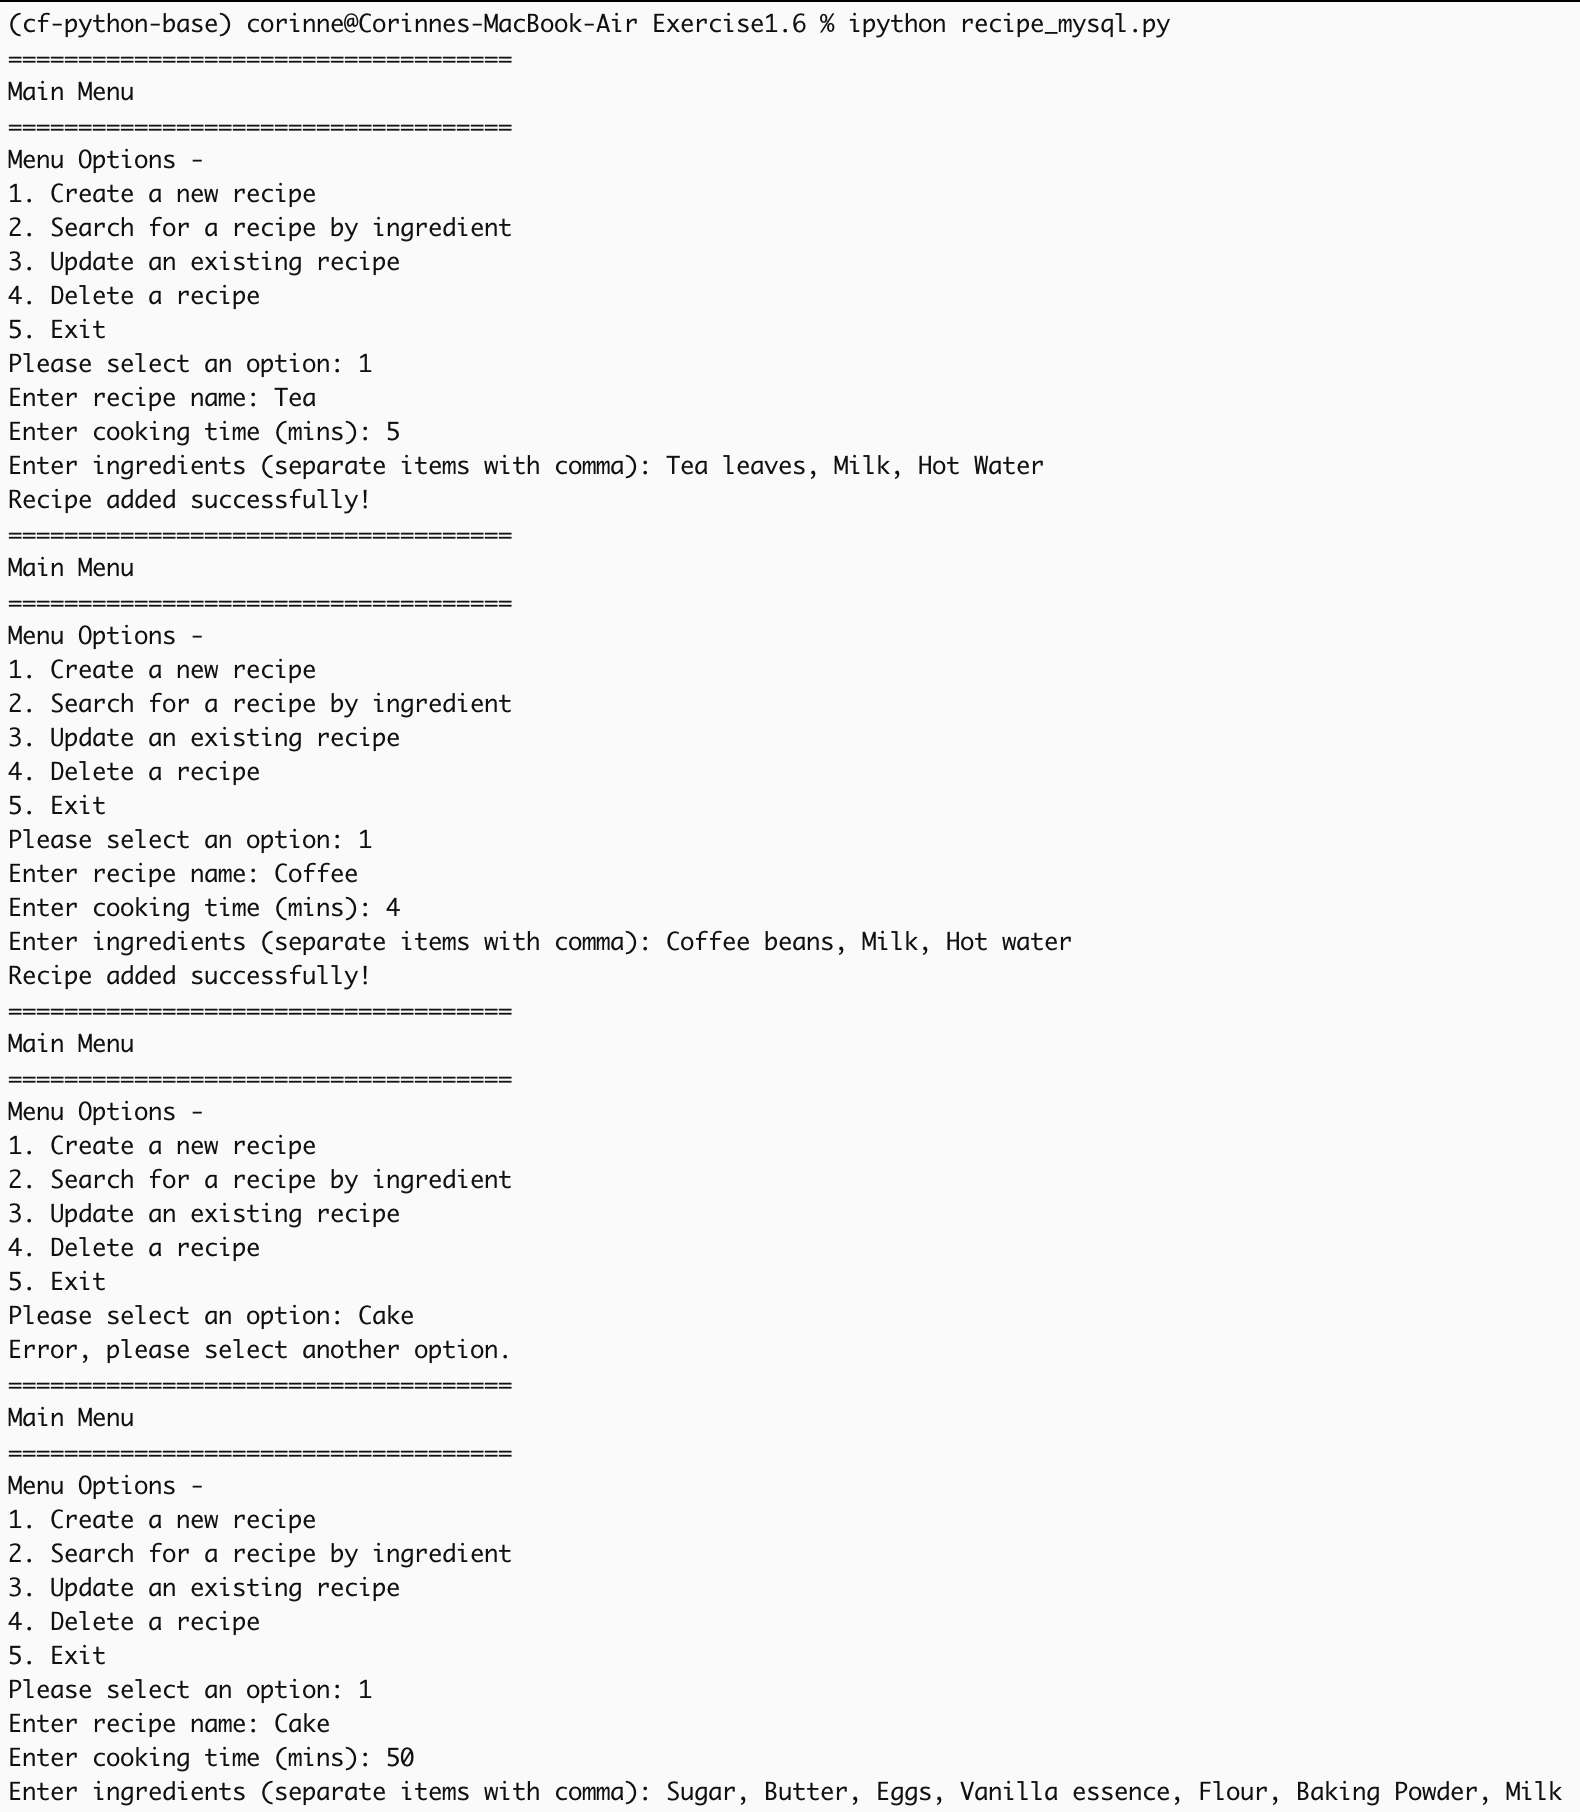 (cf-python-base) corinne@Corinnes-MacBook-Air Exercise1.6 % ipython recipe_mysql.py
====================================
Main Menu
====================================
Menu Options -
1. Create a new recipe
2. Search for a recipe by ingredient
3. Update an existing recipe
4. Delete a recipe
5. Exit
Please select an option: 1
Enter recipe name: Tea
Enter cooking time (mins): 5
Enter ingredients (separate items with comma): Tea leaves, Milk, Hot Water
Recipe added successfully!
====================================
Main Menu
====================================
Menu Options -
1. Create a new recipe
2. Search for a recipe by ingredient
3. Update an existing recipe
4. Delete a recipe
5. Exit
Please select an option: 1
Enter recipe name: Coffee
Enter cooking time (mins): 4
Enter ingredients (separate items with comma): Coffee beans, Milk, Hot water
Recipe added successfully!
====================================
Main Menu
====================================
Menu Options -
1. Create a new recipe
2. Search for a recipe by ingredient
3. Update an existing recipe
4. Delete a recipe
5. Exit
Please select an option: Cake
Error, please select another option.
====================================
Main Menu
====================================
Menu Options -
1. Create a new recipe
2. Search for a recipe by ingredient
3. Update an existing recipe
4. Delete a recipe
5. Exit
Please select an option: 1
Enter recipe name: Cake
Enter cooking time (mins): 50
Enter ingredients (separate items with comma): Sugar, Butter, Eggs, Vanilla essence, Flour, Baking Powder, Milk